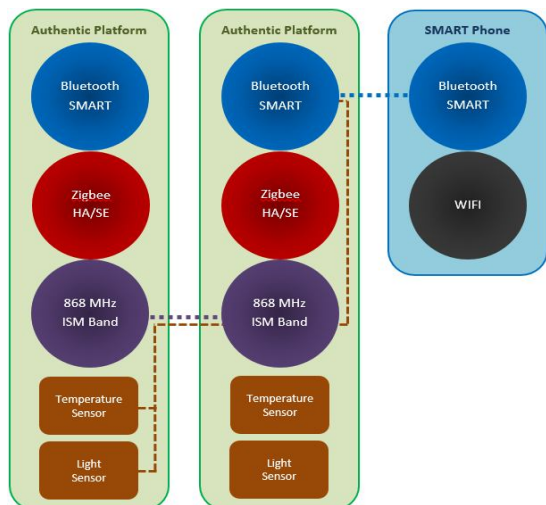 Authentic Platform
Bluetooth
SMART
Zigbee
HA/SE
868 MHz
ISM Band
Temperature
Sensor
Light
Sensor
Authentic Platform
Bluetooth
SMART
Zigbee
HA/SE
868 MHz
ISM Band
Temperature
Sensor
Light
Sensor
SMART Phone
Bluetooth
SMART
WIFI